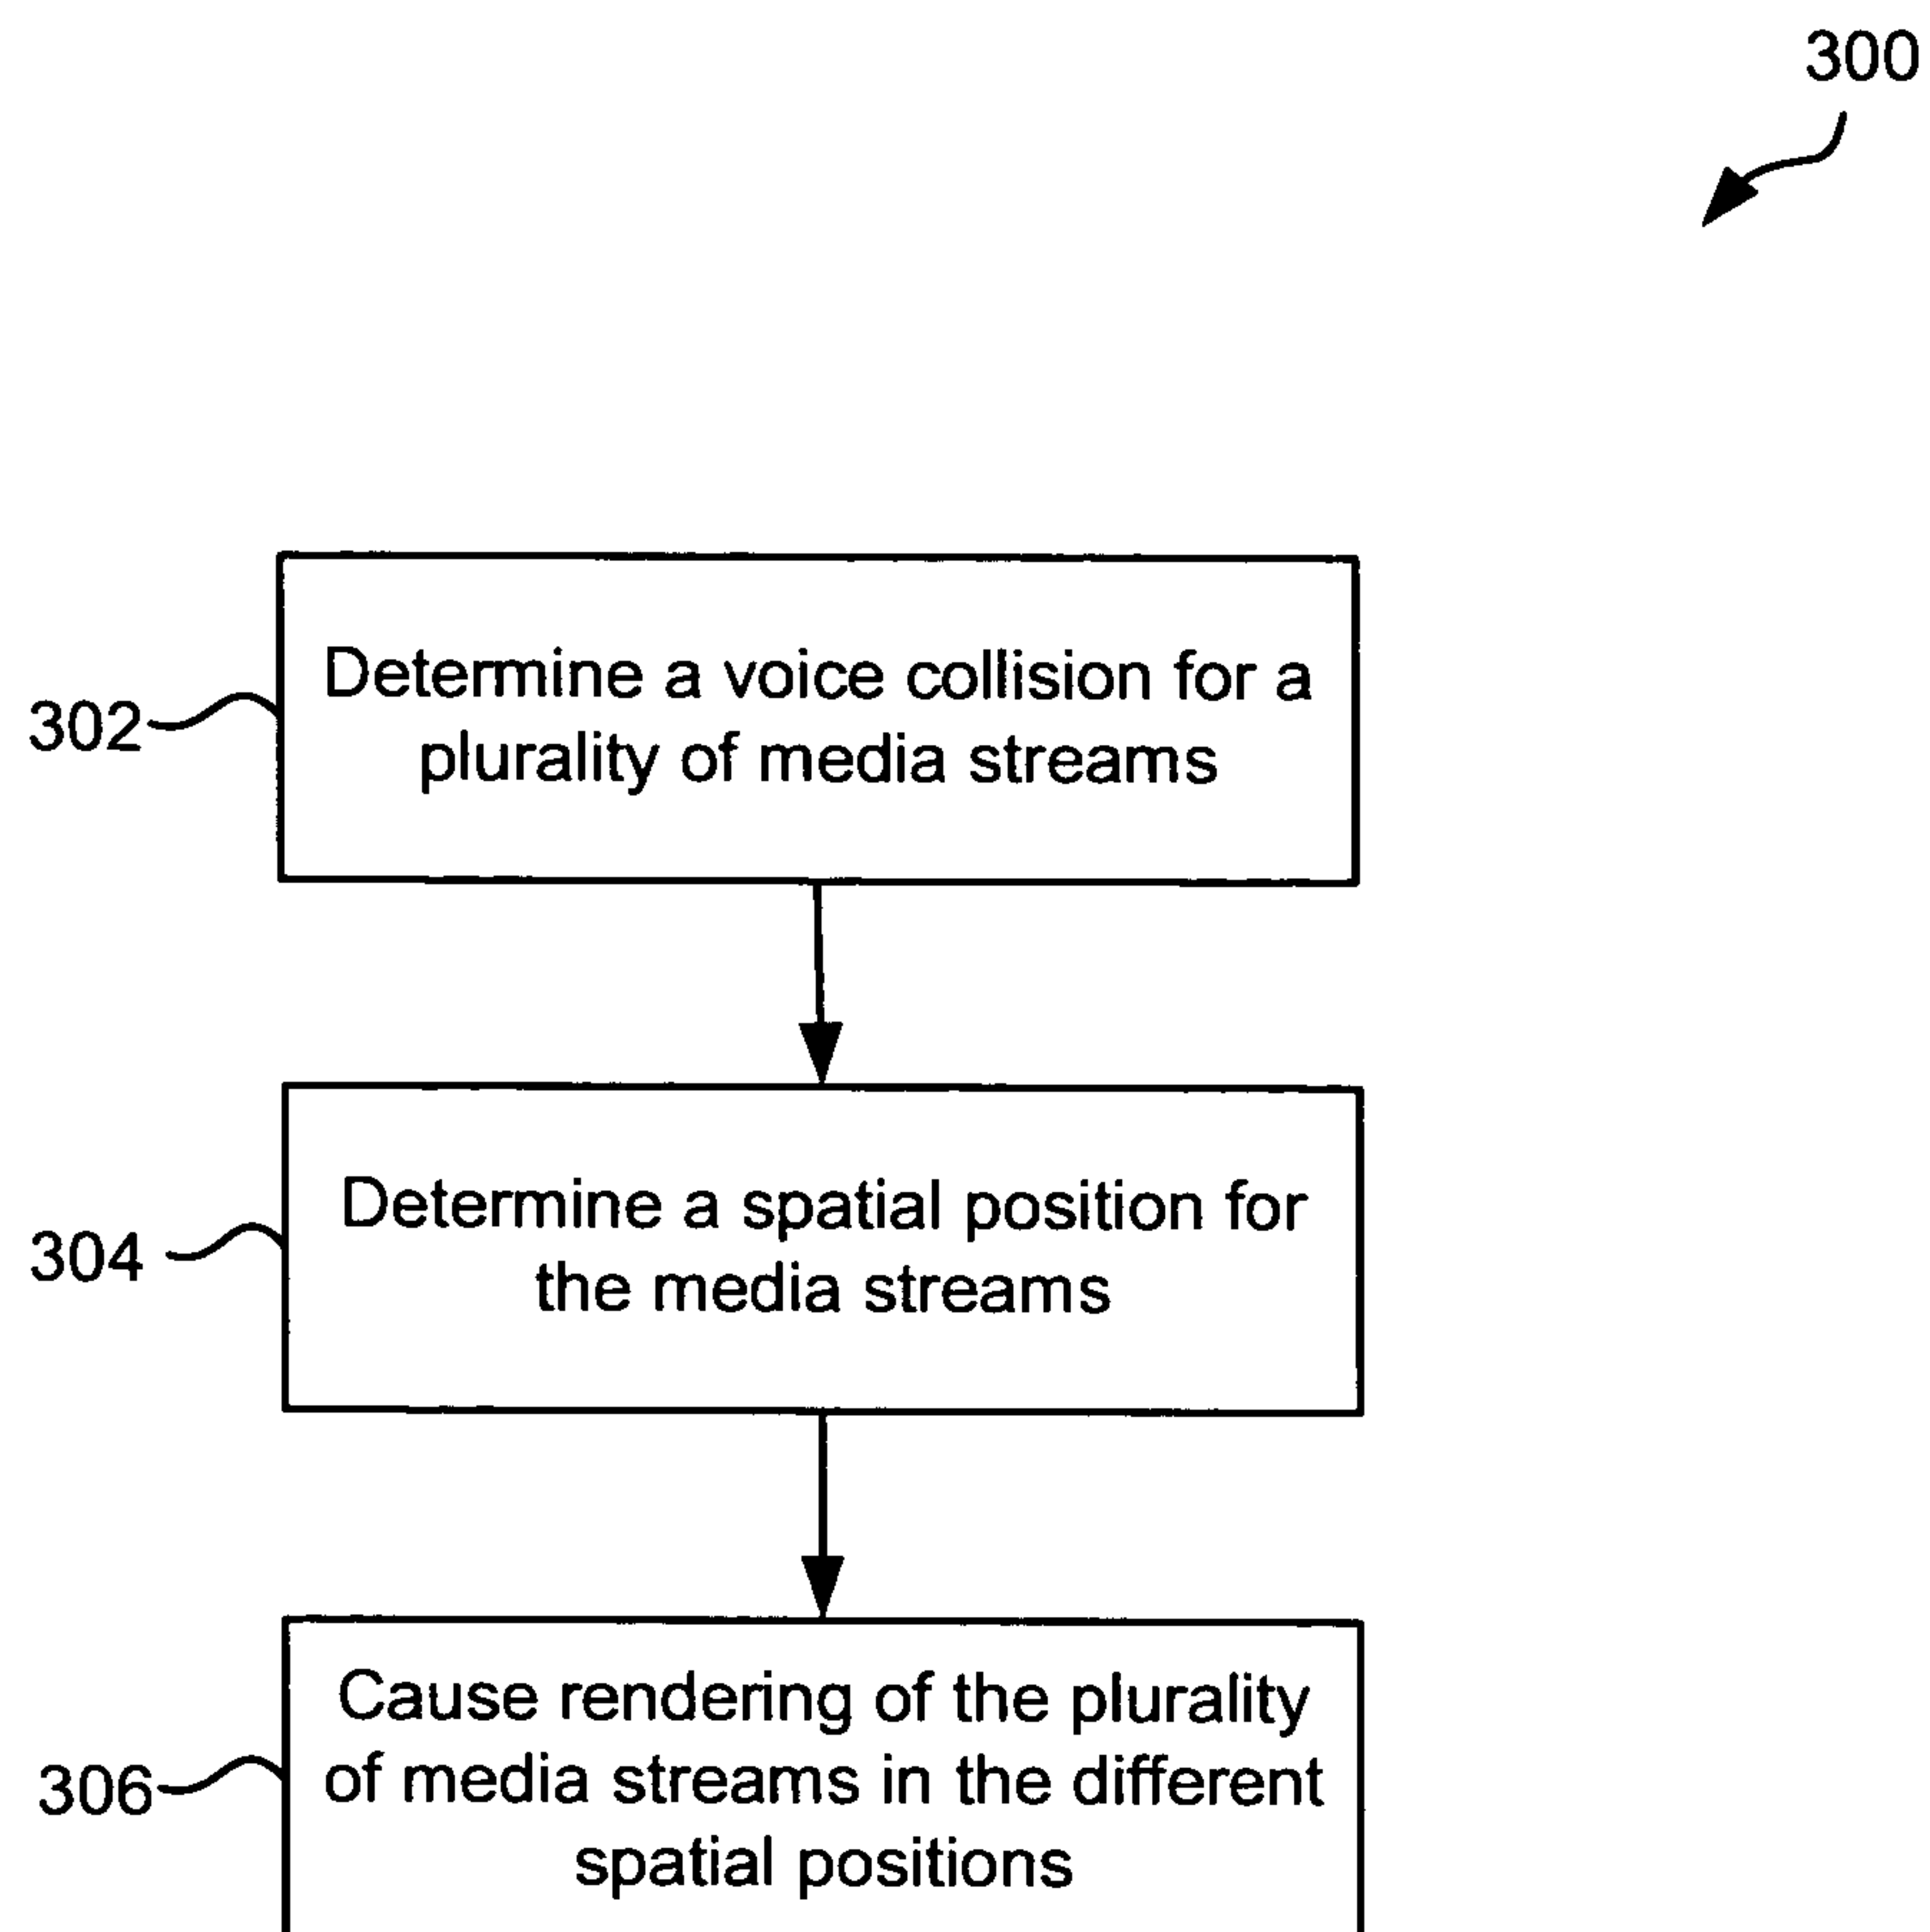 300
302
Determine a voice collision for a
plurality of media streams
304
Determine a spatial position for
the media streams
306
Cause rendering of the plurality
of media streams in the different
spatial positions